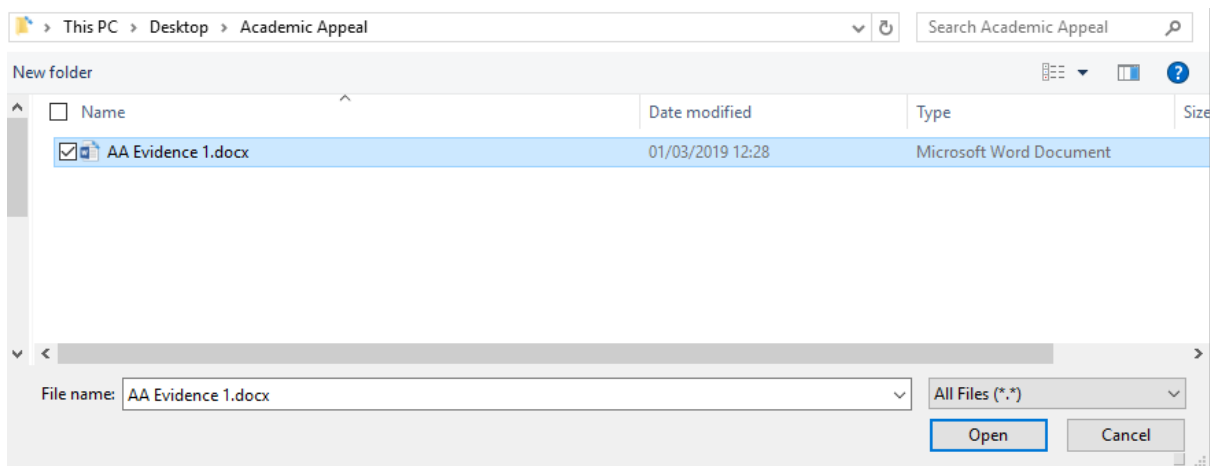 This PC > Desktop > Academic Appeal Search Academic Appeal
New folder
Name Date modified Type Size
AA Evidence 1.docx 01/03/2019 12:28 Microsoft Word Document
File name: AA Evidence 1.docx All Files (*.*)
Open Cancel